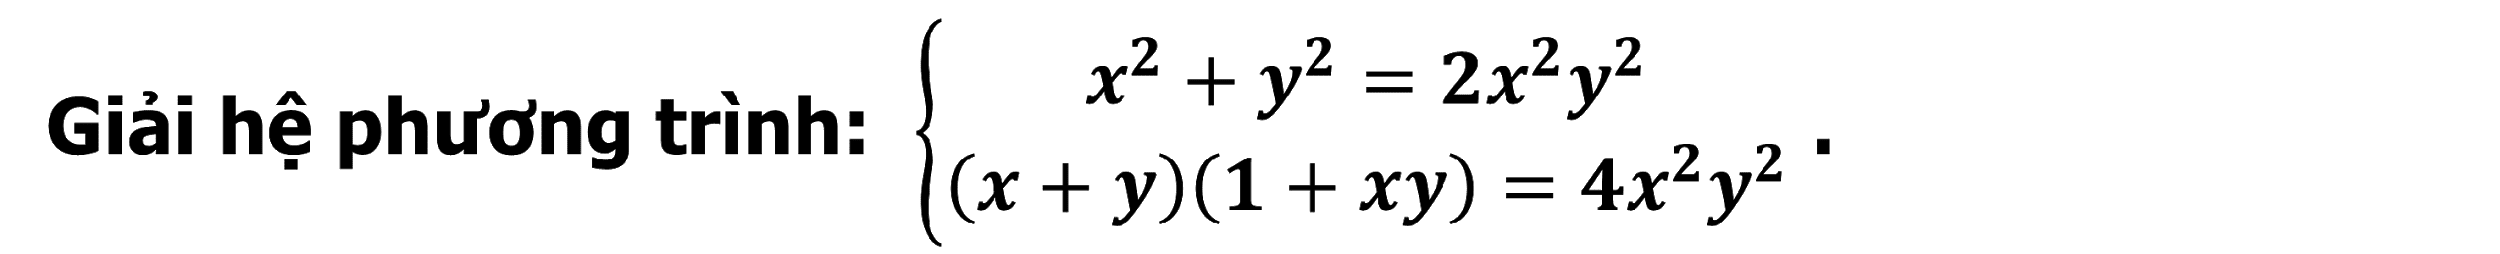 Giải hệ phương trình: { x² + y² = 2x²y²
(x + y)(1 + xy) = 4x²y² .